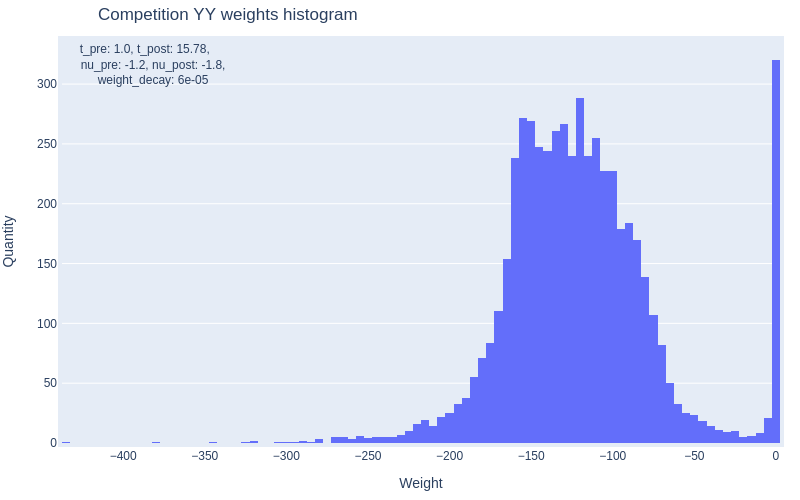 Competition YY weights histogram
t_pre: 1.0, t_post: 15.78,
nu_pre: -1.2, nu_post: -1.8,
weight_decay: 6e-05
Quantity
300
250
200
150
100
50
0
−400
−350
−300
−250
−200
−150
−100
−50
0
Weight